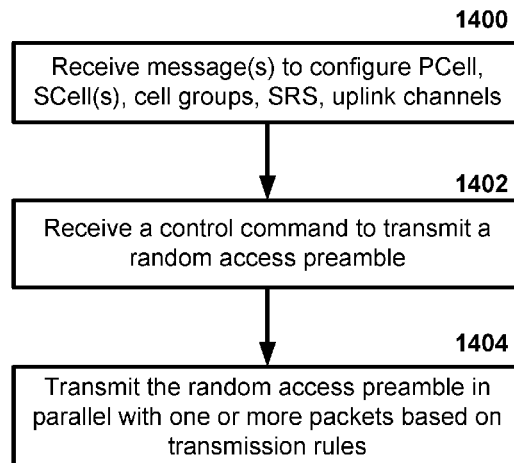 1400
Receive message(s) to configure PCell,
SCell(s), cell groups, SRS, uplink channels
1402
Receive a control command to transmit a
random access preamble
1404
Transmit the random access preamble in
parallel with one or more packets based on
transmission rules